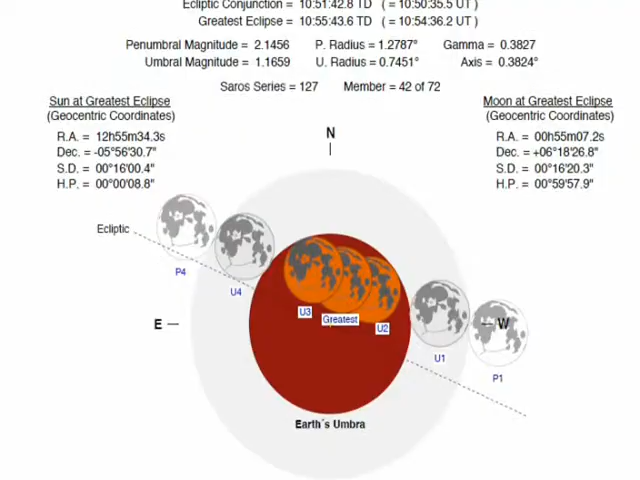 Ecliptic Conjunction = 10:51:42.8 TD ( = 10:50:35.5 UT )
Greatest Eclipse = 10:55:43.6 TD ( = 10:54:36.2 UT )
Penumbral Magnitude = 2.1456 P. Radius = 1.2787° Gamma = 0.3827
Umbral Magnitude = 1.1659 U. Radius = 0.7451° Axis = 0.3824°
Saros Series = 127 Member = 42 of 72
Sun at Greatest Eclipse
(Geocentric Coordinates)
R.A. = 12h55m34.3s
Dec. = -05°56'30.7"
S.D. = 00°16'00.4"
H.P. = 00°00'08.8"
Moon at Greatest Eclipse
(Geocentric Coordinates)
R.A. = 00h55m07.2s
Dec. = +06°18'26.8"
S.D. = 00°16'20.3"
H.P. = 00°59'57.9"
N
Ecliptic
P4
U4
U3
Greatest
U2
E
W
U1
P1
Earth´s Umbra